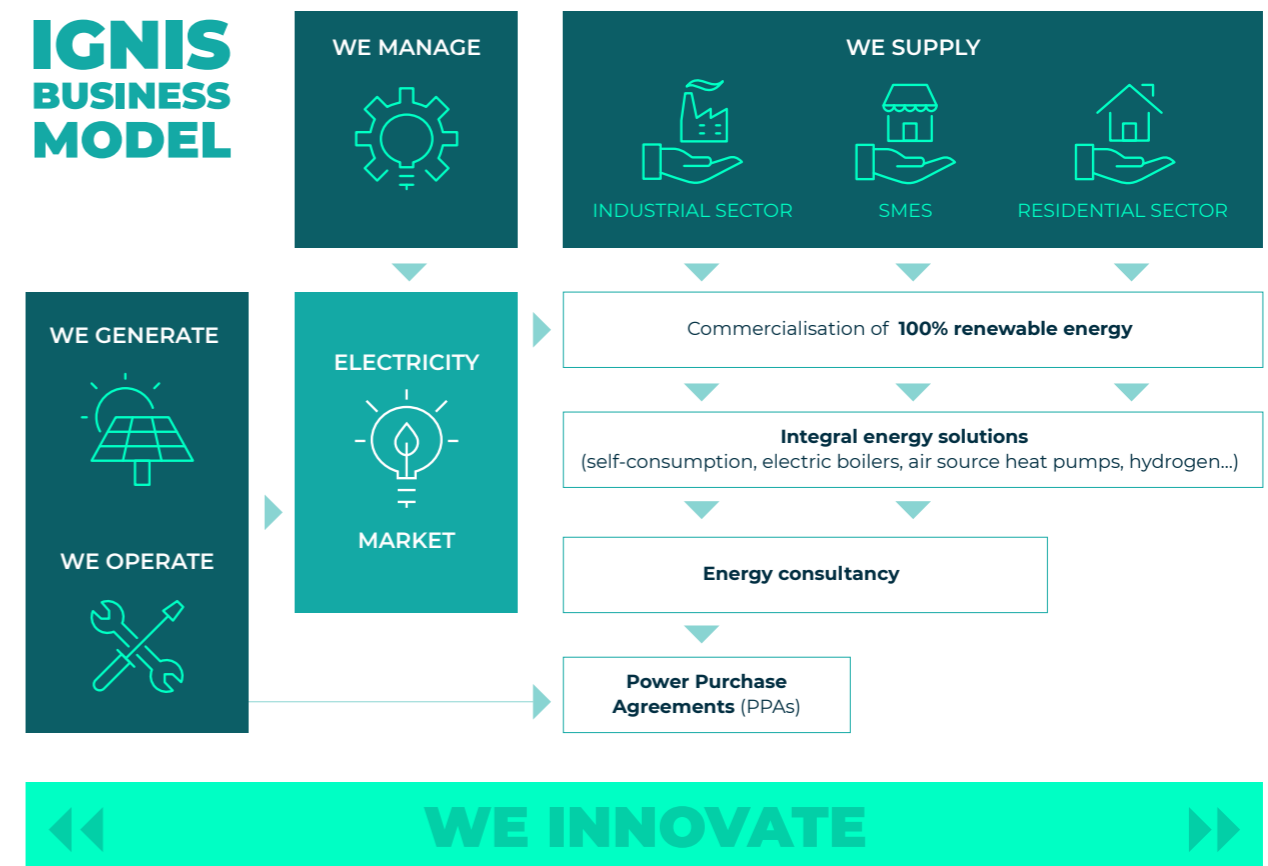 IGNIS
BUSINESS
MODEL
WE MANAGE
WE SUPPLY
INDUSTRIAL SECTOR
SMES
RESIDENTIAL SECTOR
WE GENERATE
WE OPERATE
ELECTRICITY
MARKET
Commercialisation of 100% renewable energy
Integral energy solutions
(self-consumption, electric boilers, air source heat pumps, hydrogen...)
Energy consultancy
Power Purchase
Agreements (PPAs)
WE INNOVATE